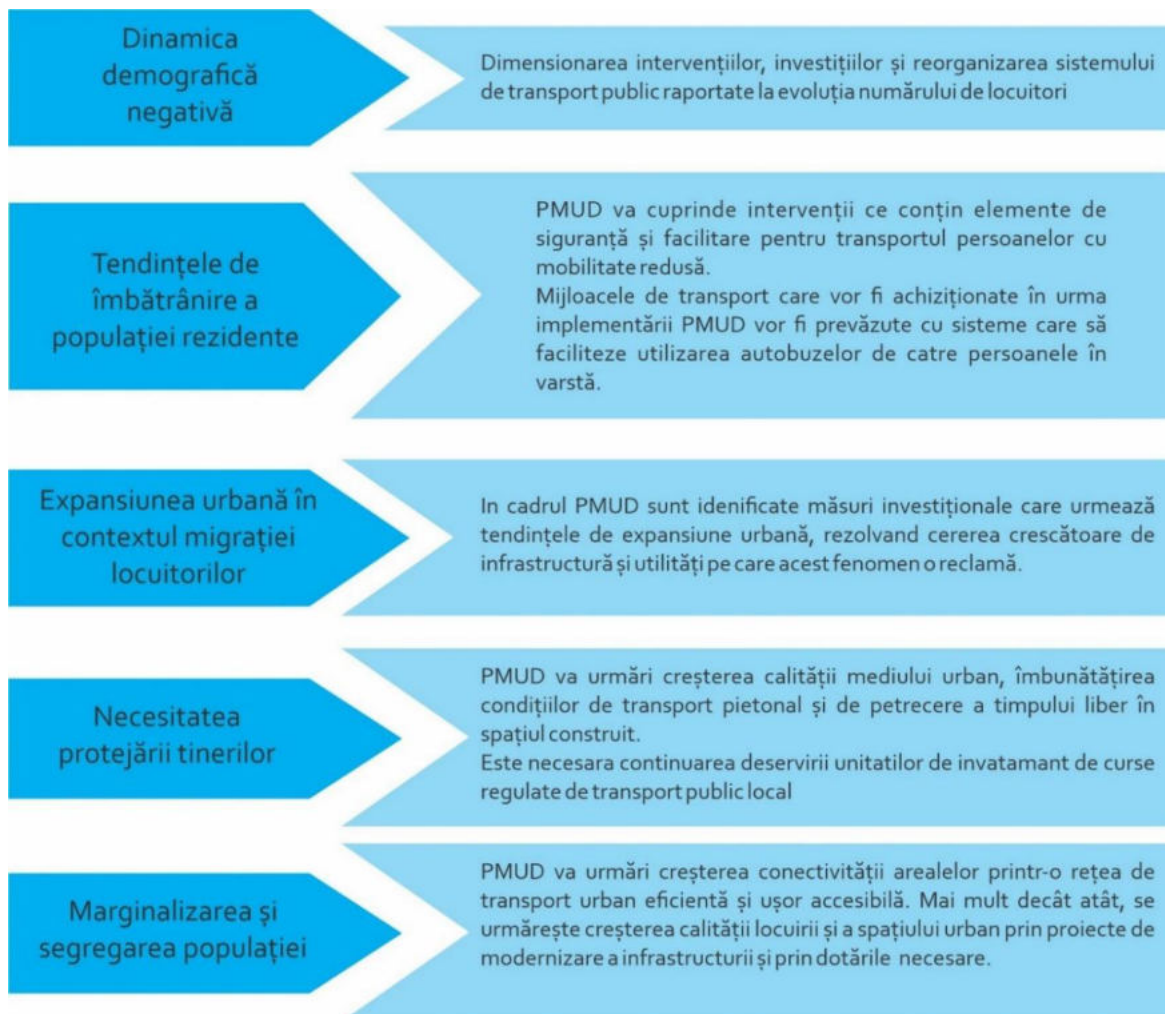 Dinamica
demografică
negativă
Dimensionarea intervențiilor, investițiilor și reorganizarea sistemului
de transport public raportate la evoluția numărului de locuitori
Tendințele de
îmbătrânire a
populației rezidente
PMUD va cuprinde intervenții ce conțin elemente de
siguranță și facilitare pentru transportul persoanelor cu
mobilitate redusă.
Mijloacele de transport care vor fi achiziționate în urma
implementării PMUD vor fi prevăzute cu sisteme care să
faciliteze utilizarea autobuzelor de catre persoanele în
varstă.
Expansiunea urbană în
contextul migrației
locuitorilor
In cadrul PMUD sunt idenificate măsuri investiționale care urmează
tendințele de expansiune urbană, rezolvand cererea crescătoare de
infrastructură și utilități pe care acest fenomen o reclamă.
Necesitatea
protejării tinerilor
PMUD va urmări creșterea calității mediului urban, îmbunătățirea
condițiilor de transport pietonal și de petrecere a timpului liber în
spațiul construit.
Este necesara continuarea deservirii unitatilor de invatamant de curse
regulate de transport public local
Marginalizarea și
segregarea populației
PMUD va urmări creșterea conectivității arealelor printr-o rețea de
transport urban eficientă și ușor accesibilă. Mai mult decât atât, se
urmărește creșterea calității locuirii și a spațiului urban prin proiecte de
modernizare a infrastructurii și prin dotările necesare.